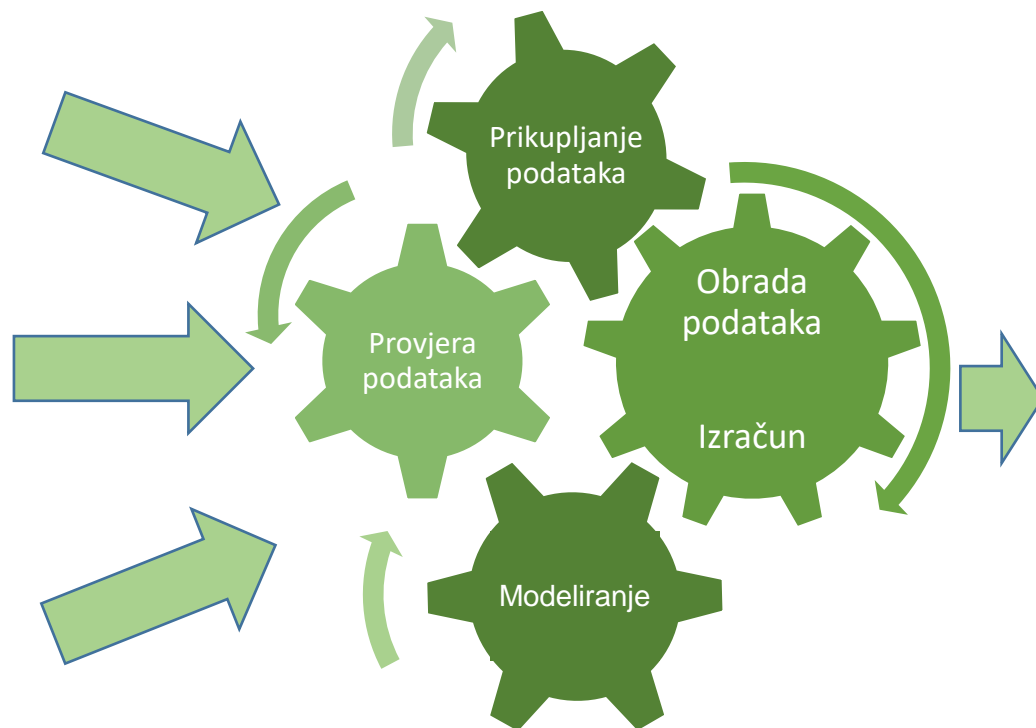 Prikupljanje
podataka
Obrada
podataka
Izračun
Provjera
podataka
Modeliranje